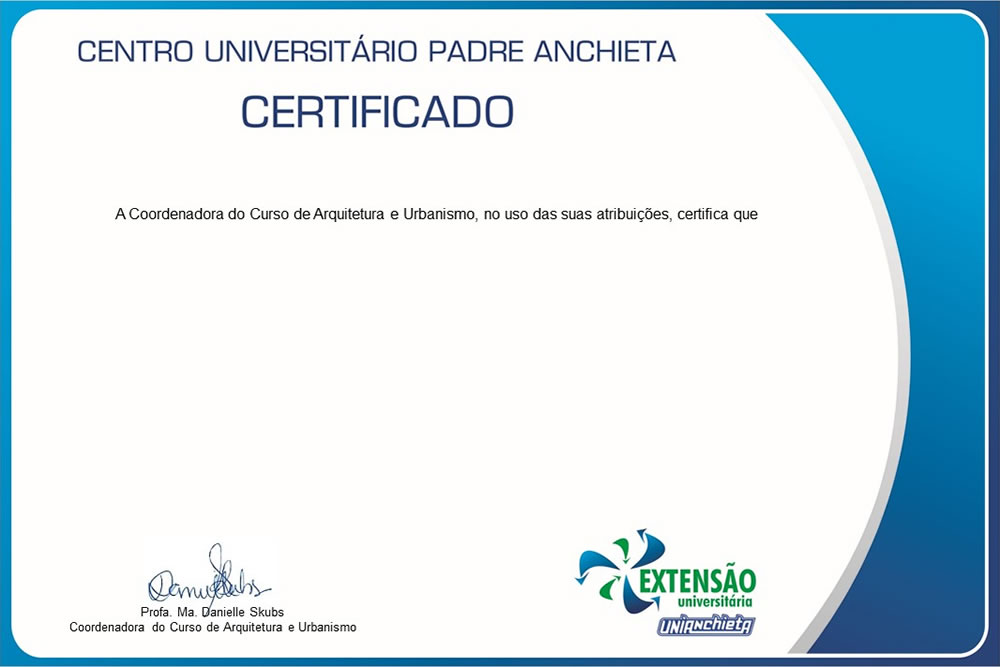 CENTRO UNIVERSITÁRIO PADRE ANCHIETA
CERTIFICADO
A Coordenadora do Curso de Arquitetura e Urbanismo, no uso das suas atribuições, certifica que
Danielle Skubs
Profa. Ma. Danielle Skubs
Coordenadora do Curso de Arquitetura e Urbanismo
EXTENSÃO
universitária
UNIANCHIETA